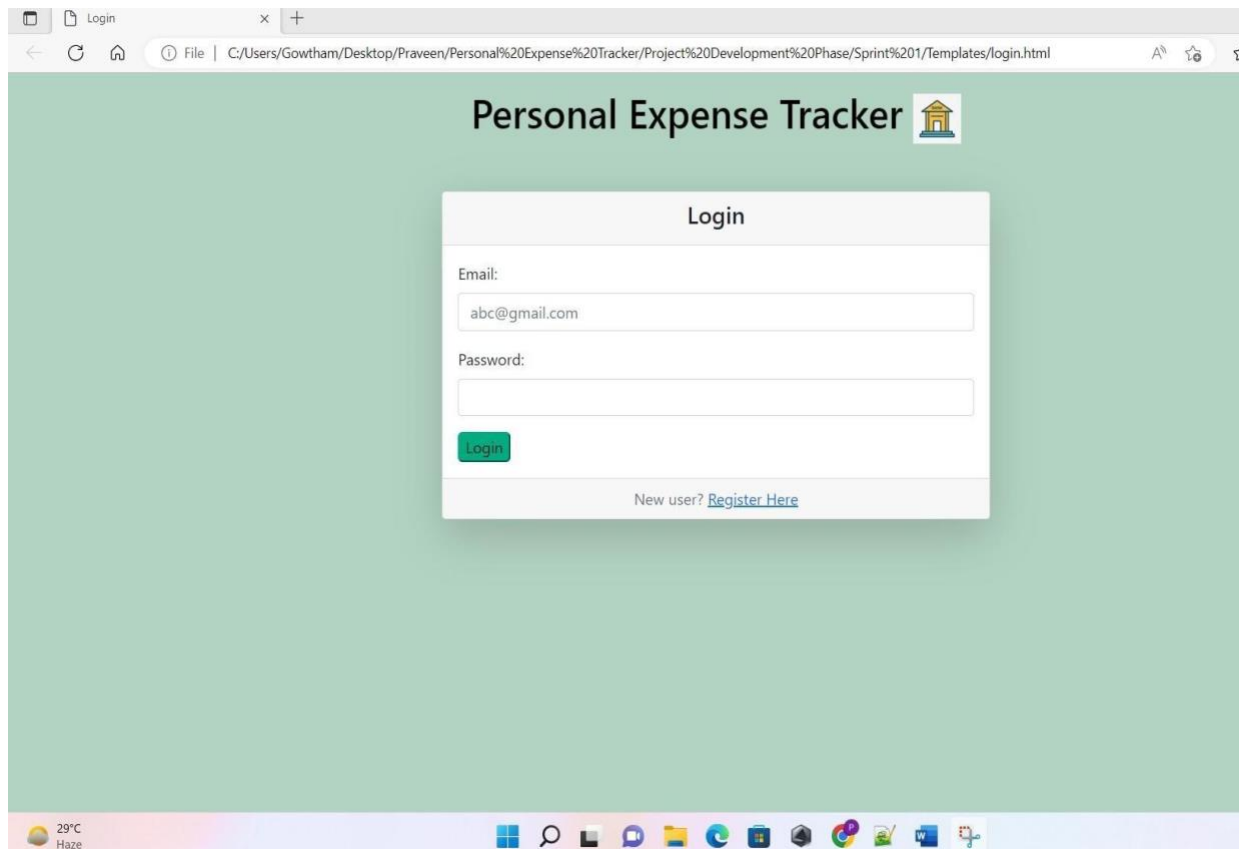 Login
File | C:/Users/Gowtham/Desktop/Praveen/Personal%20Expense%20Tracker/Project%20Development%20Phase/Sprint%201/Templates/login.html
Personal Expense Tracker
Login
Email:
abc@gmail.com
Password:
Login
New user? Register Here
29°C
Haze